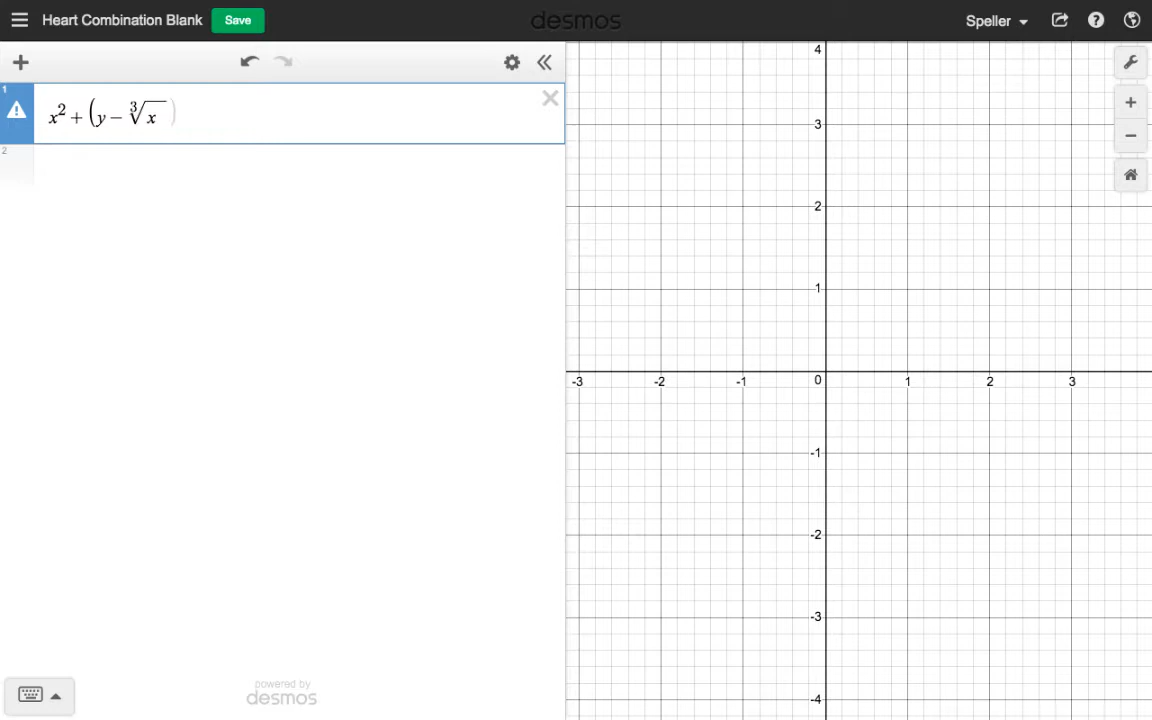 Heart Combination Blank Save desmos Speller
1
x² + (y − ∛x )
2
4
3
2
1
-3 -2 -1 0 1 2 3
-1
-2
-3
-4
powered by
desmos